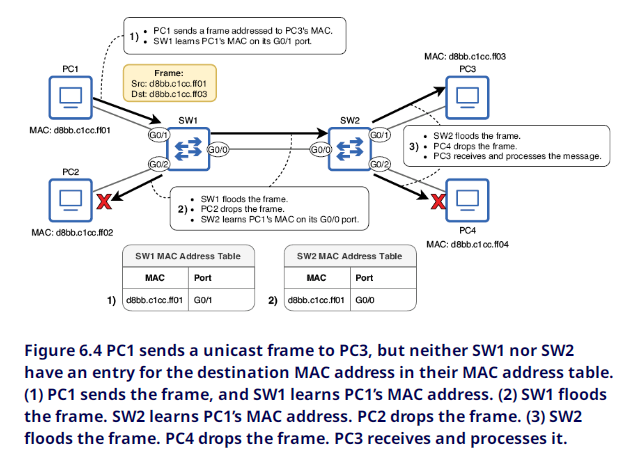 1)
• PC1 sends a frame addressed to PC3's MAC.
• SW1 learns PC1's MAC on its G0/1 port.
PC1
MAC: d8bb.c1cc.ff01
Frame:
Src: d8bb.c1cc.ff01
Dst: d8bb.c1cc.ff03
MAC: d8bb.c1cc.ff03
PC3
SW1
SW2
G0/1
G0/0
G0/2
G0/0
G0/1
G0/2
3)
• SW2 floods the frame.
• PC4 drops the frame.
• PC3 receives and processes the message.
PC2
MAC: d8bb.c1cc.ff02
2)
• SW1 floods the frame.
• PC2 drops the frame.
• SW2 learns PC1's MAC on its G0/0 port.
PC4
MAC: d8bb.c1cc.ff04
1)
SW1 MAC Address Table
MAC Port
d8bb.c1cc.ff01 G0/1
2)
SW2 MAC Address Table
MAC Port
d8bb.c1cc.ff01 G0/0
Figure 6.4 PC1 sends a unicast frame to PC3, but neither SW1 nor SW2
have an entry for the destination MAC address in their MAC address table.
(1) PC1 sends the frame, and SW1 learns PC1’s MAC address. (2) SW1 floods
the frame. SW2 learns PC1’s MAC address. PC2 drops the frame. (3) SW2
floods the frame. PC4 drops the frame. PC3 receives and processes it.